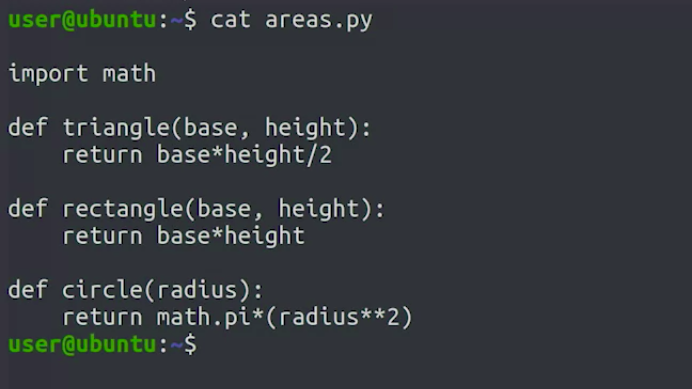 user@ubuntu:~$ cat areas.py
import math
def triangle(base, height):
    return base*height/2
def rectangle(base, height):
    return base*height
def circle(radius):
    return math.pi*(radius**2)
user@ubuntu:~$